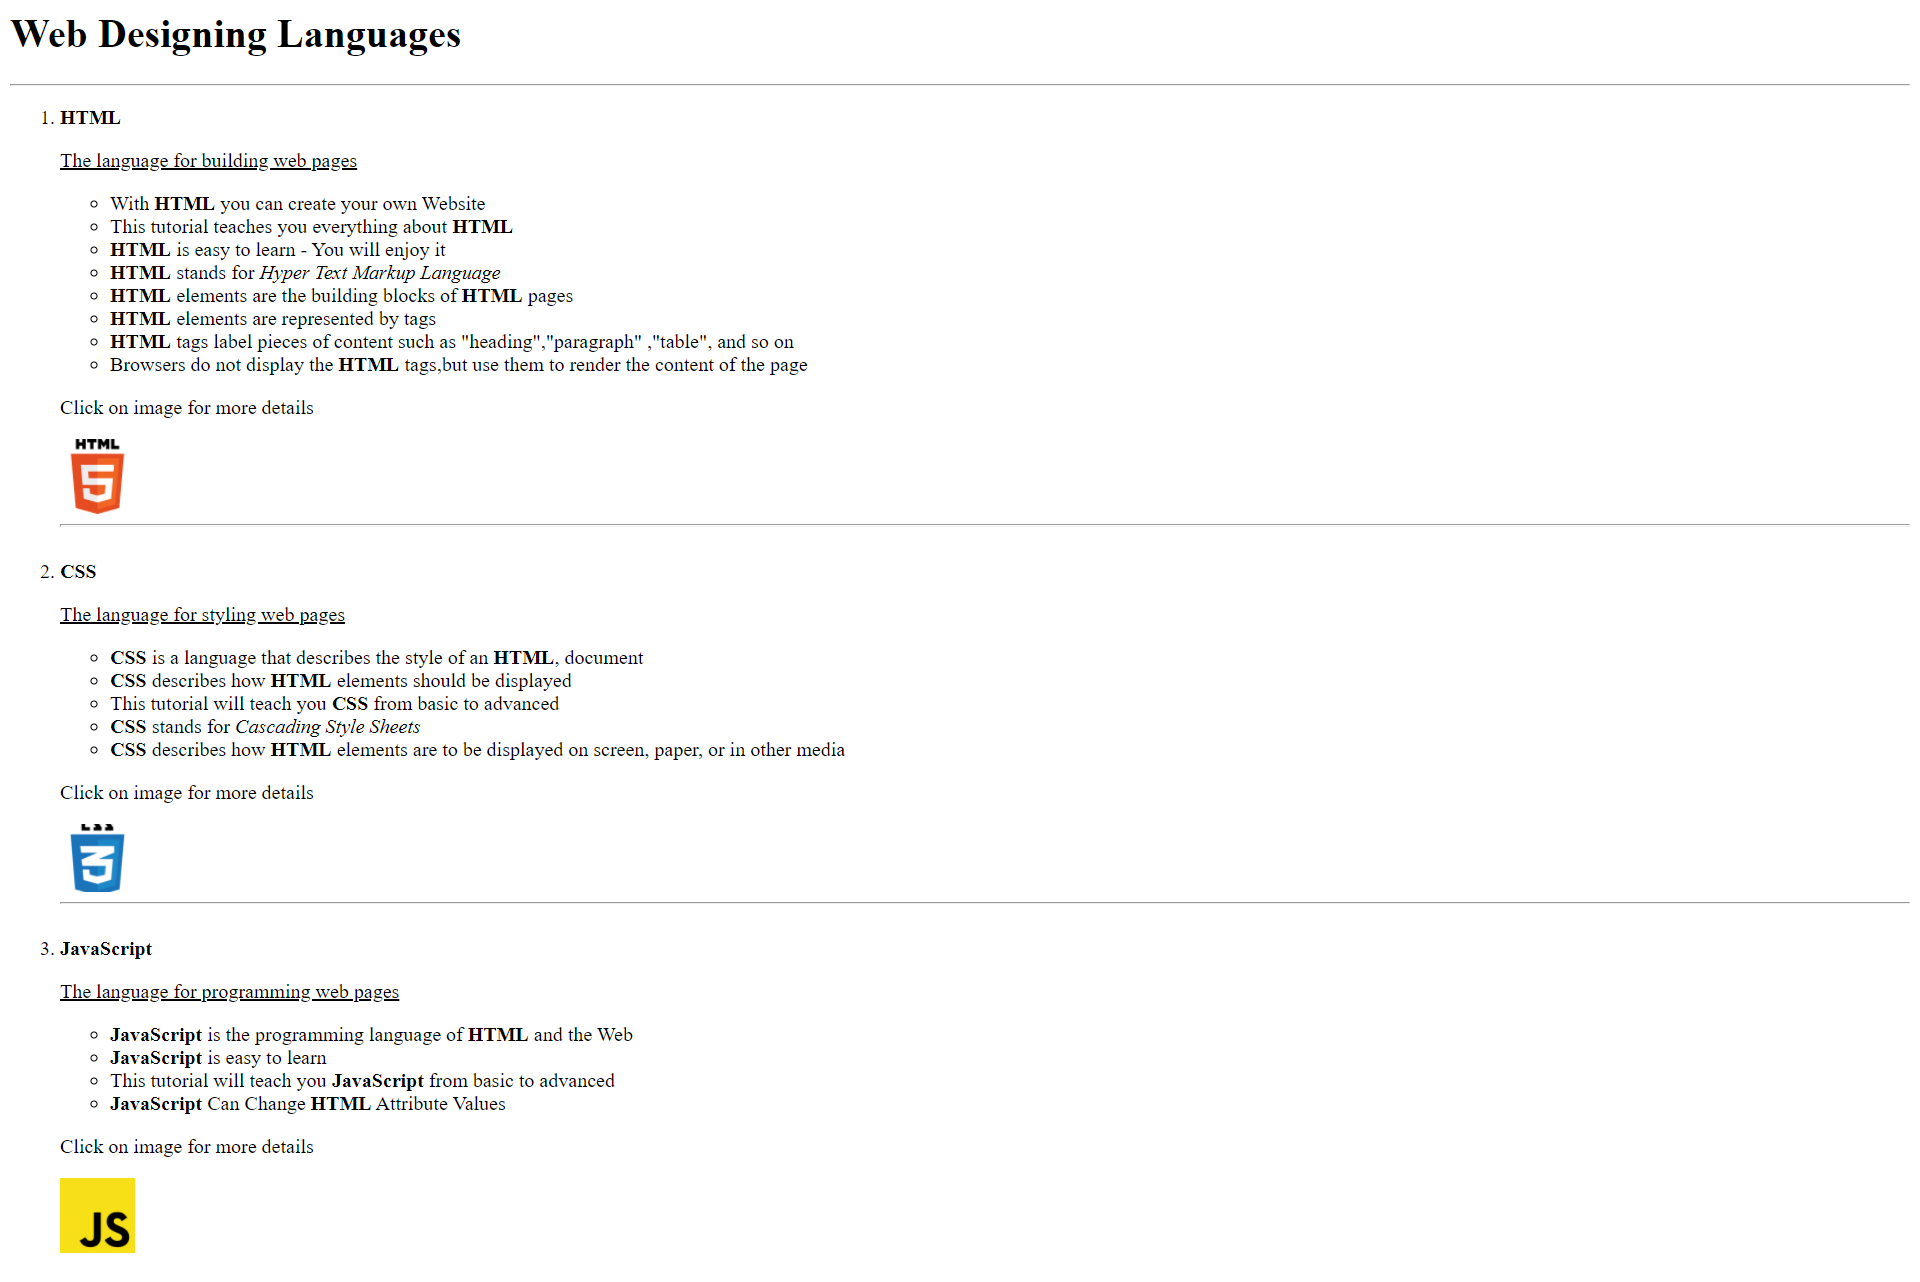 Web Designing Languages
1. HTML
The language for building web pages
With HTML you can create your own Website
This tutorial teaches you everything about HTML
HTML is easy to learn - You will enjoy it
HTML stands for Hyper Text Markup Language
HTML elements are the building blocks of HTML pages
HTML elements are represented by tags
HTML tags label pieces of content such as "heading","paragraph" ,"table", and so on
Browsers do not display the HTML tags,but use them to render the content of the page
Click on image for more details
HTML
5
2. CSS
The language for styling web pages
CSS is a language that describes the style of an HTML, document
CSS describes how HTML elements should be displayed
This tutorial will teach you CSS from basic to advanced
CSS stands for Cascading Style Sheets
CSS describes how HTML elements are to be displayed on screen, paper, or in other media
Click on image for more details
3
3. JavaScript
The language for programming web pages
JavaScript is the programming language of HTML and the Web
JavaScript is easy to learn
This tutorial will teach you JavaScript from basic to advanced
JavaScript Can Change HTML Attribute Values
Click on image for more details
JS